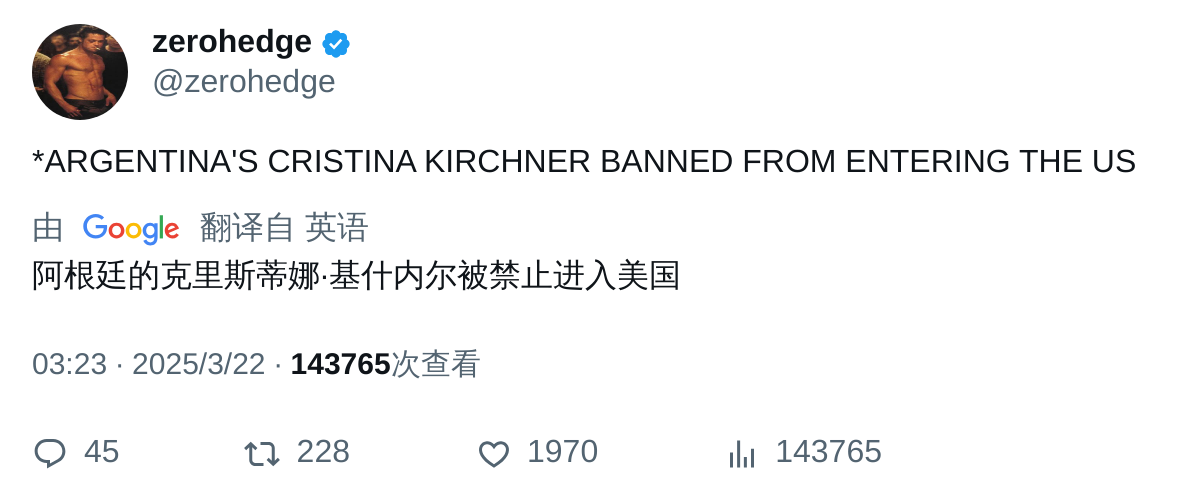 zerohedge
@zerohedge
*ARGENTINA'S CRISTINA KIRCHNER BANNED FROM ENTERING THE US
由 Google 翻译自 英语
阿根廷的克里斯蒂娜·基什内尔被禁止进入美国
03:23 · 2025/3/22 · 143765次查看
45 228 1970 143765